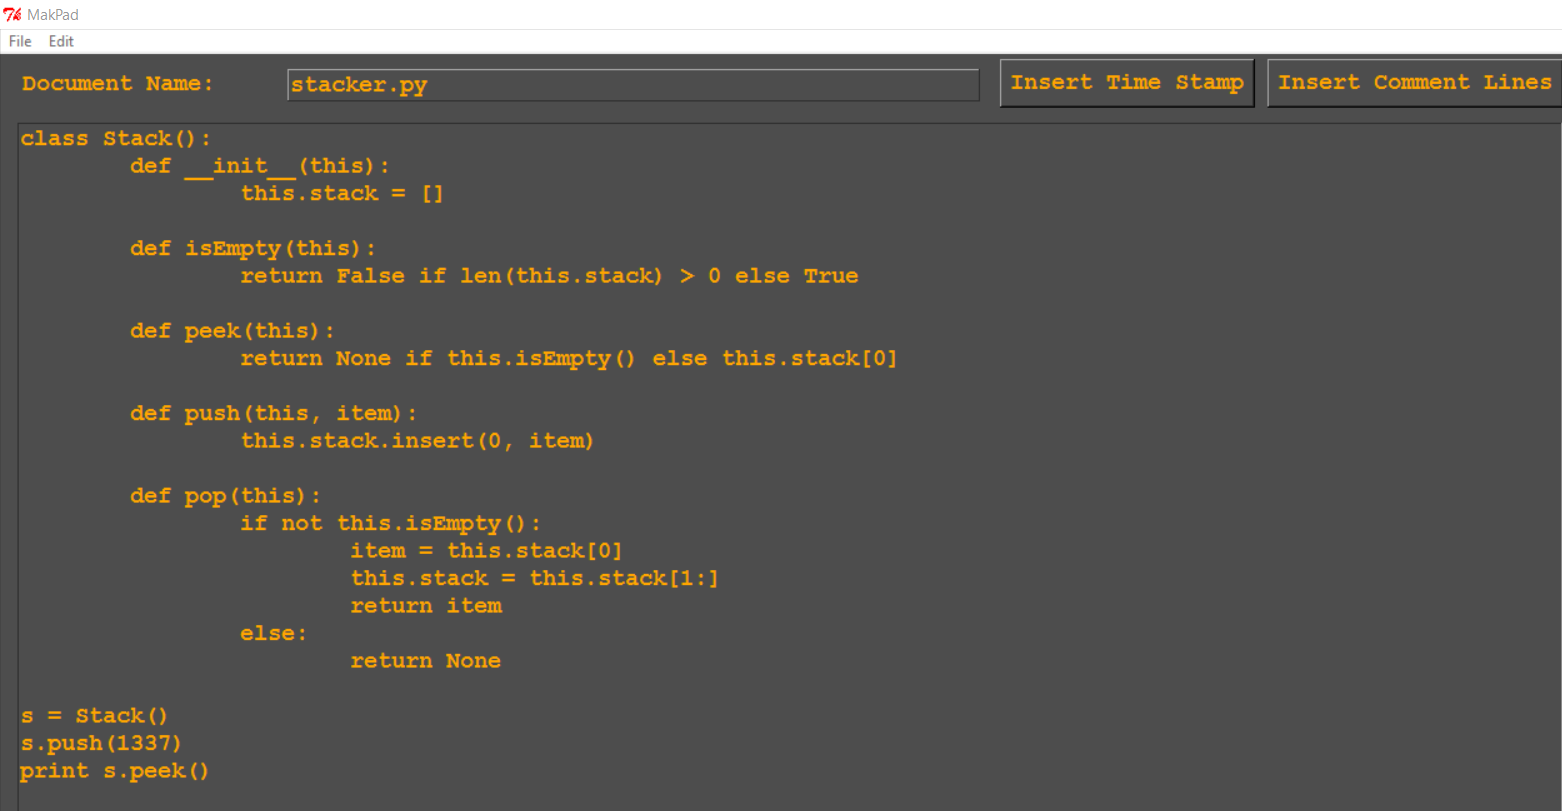 MakPad
File Edit
Document Name: stacker.py Insert Time Stamp Insert Comment Lines
class Stack():
        def __init__(this):
                this.stack = []

        def isEmpty(this):
                return False if len(this.stack) > 0 else True

        def peek(this):
                return None if this.isEmpty() else this.stack[0]

        def push(this, item):
                this.stack.insert(0, item)

        def pop(this):
                if not this.isEmpty():
                        item = this.stack[0]
                        this.stack = this.stack[1:]
                        return item
                else:
                        return None

s = Stack()
s.push(1337)
print s.peek()